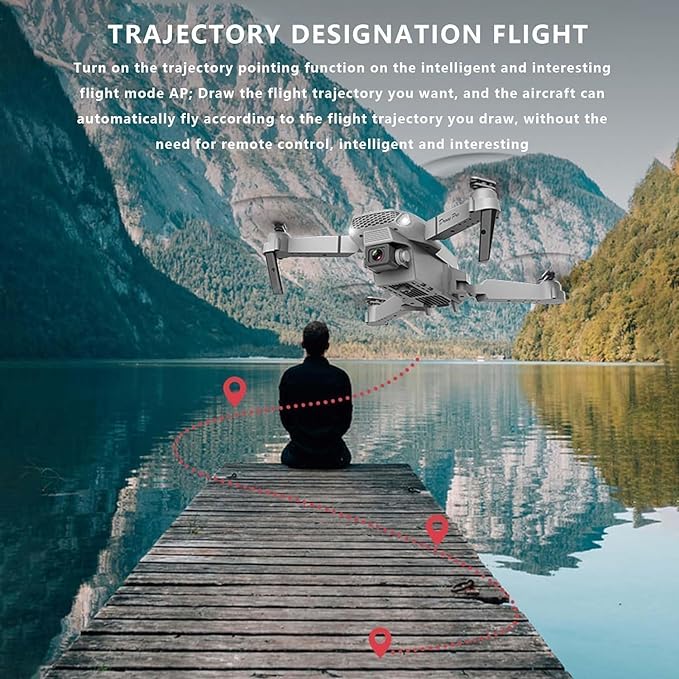 TRAJECTORY DESIGNATION FLIGHT
Turn on the trajectory pointing function on the intelligent and interesting
flight mode AP; Draw the flight trajectory you want, and the aircraft can
automatically fly according to the flight trajectory you draw, without the
need for remote control, intelligent and interesting
Drone Pro